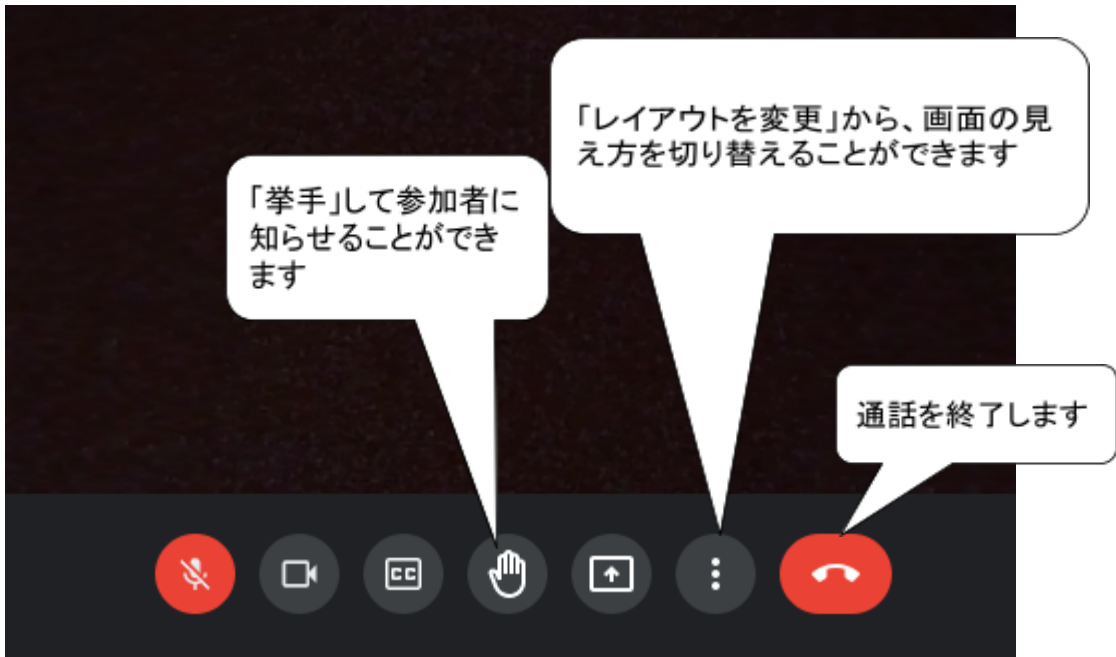 「レイアウトを変更」から、画面の見
え方を切り替えることができます
「挙手」して参加者に
知らせることができ
ます
通話を終了します
CC